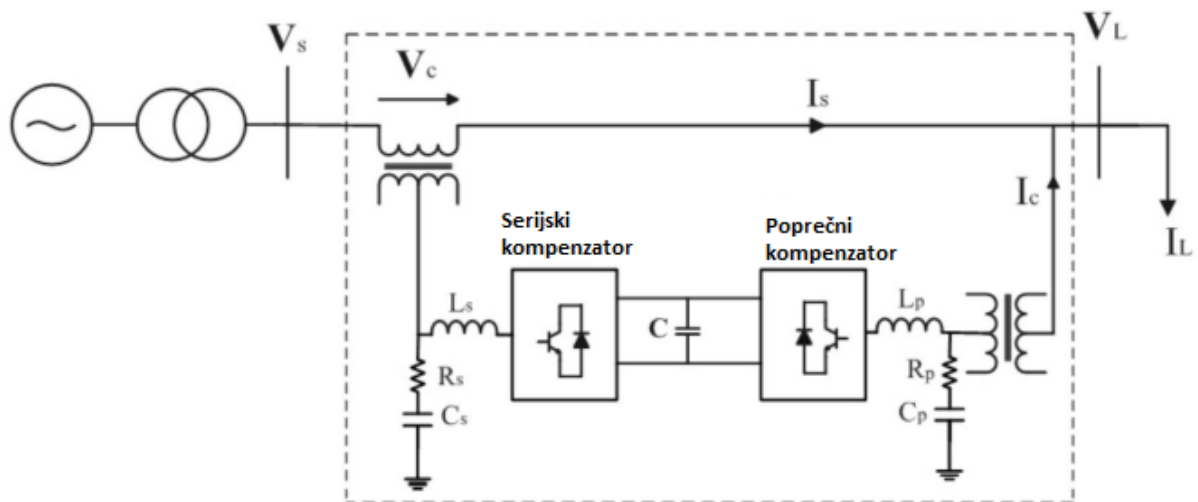 Vs
Vc
Is
VL
Ic
IL
Serijski
kompenzator
Poprečni
kompenzator
Ls
C
Lp
Rs
Rp
Cs
Cp